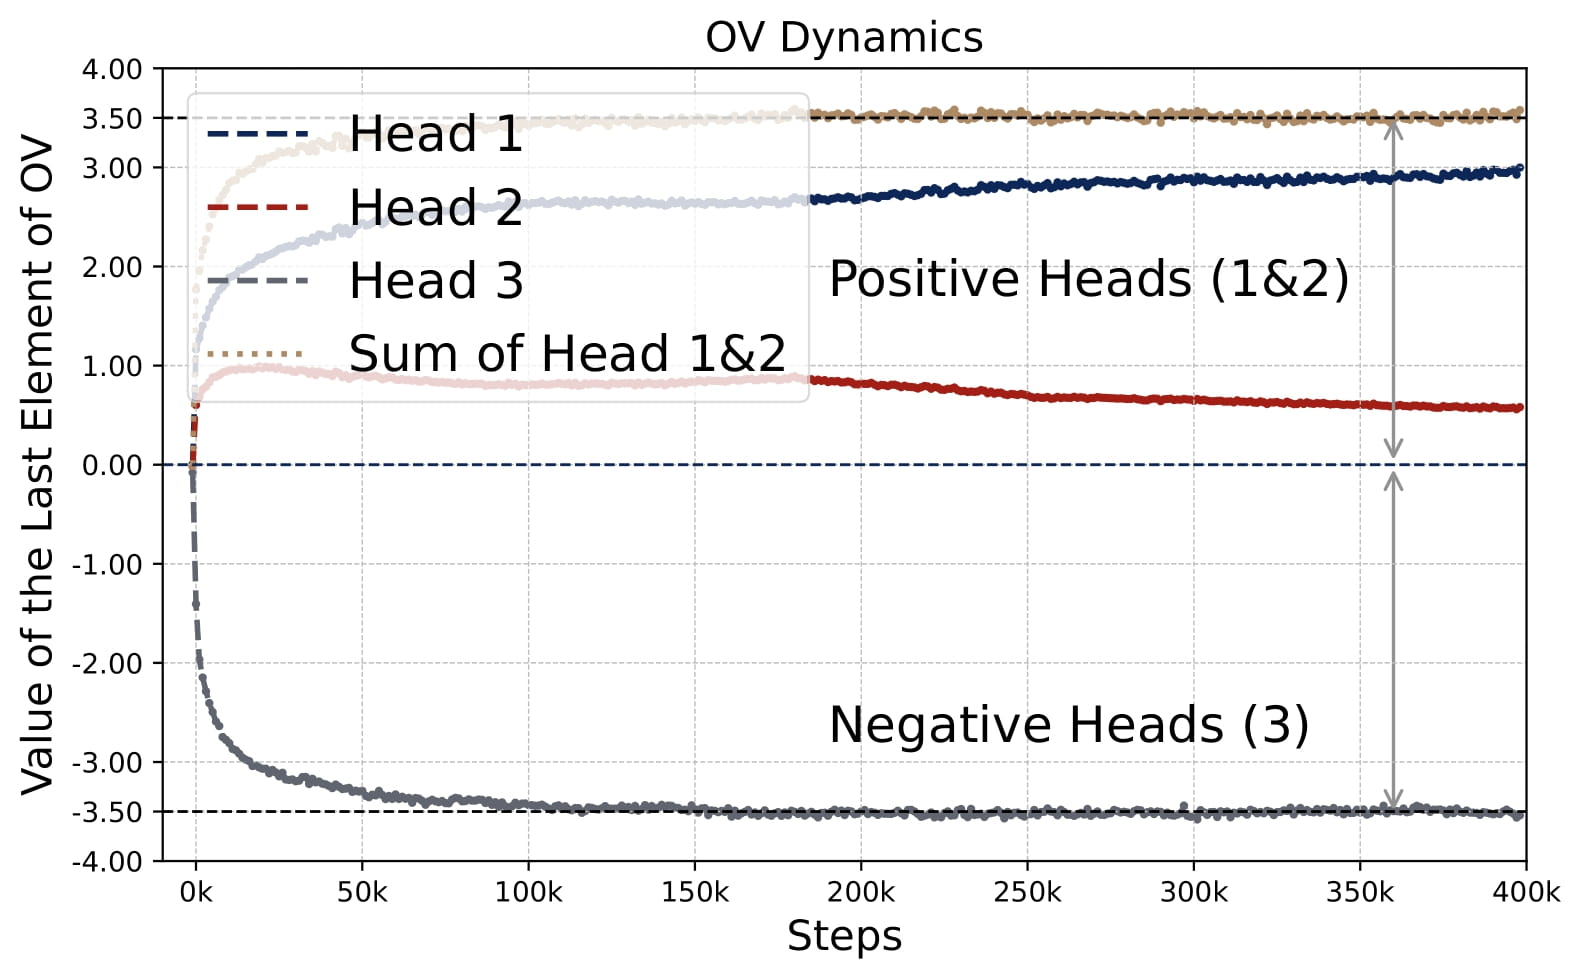 OV Dynamics
Value of the Last Element of OV
4.00
3.50
3.00
2.00
1.00
0.00
-1.00
-2.00
-3.00
-3.50
-4.00
Head 1
Head 2
Head 3
Sum of Head 1&2
Positive Heads (1&2)
Negative Heads (3)
0k 50k 100k 150k 200k 250k 300k 350k 400k
Steps